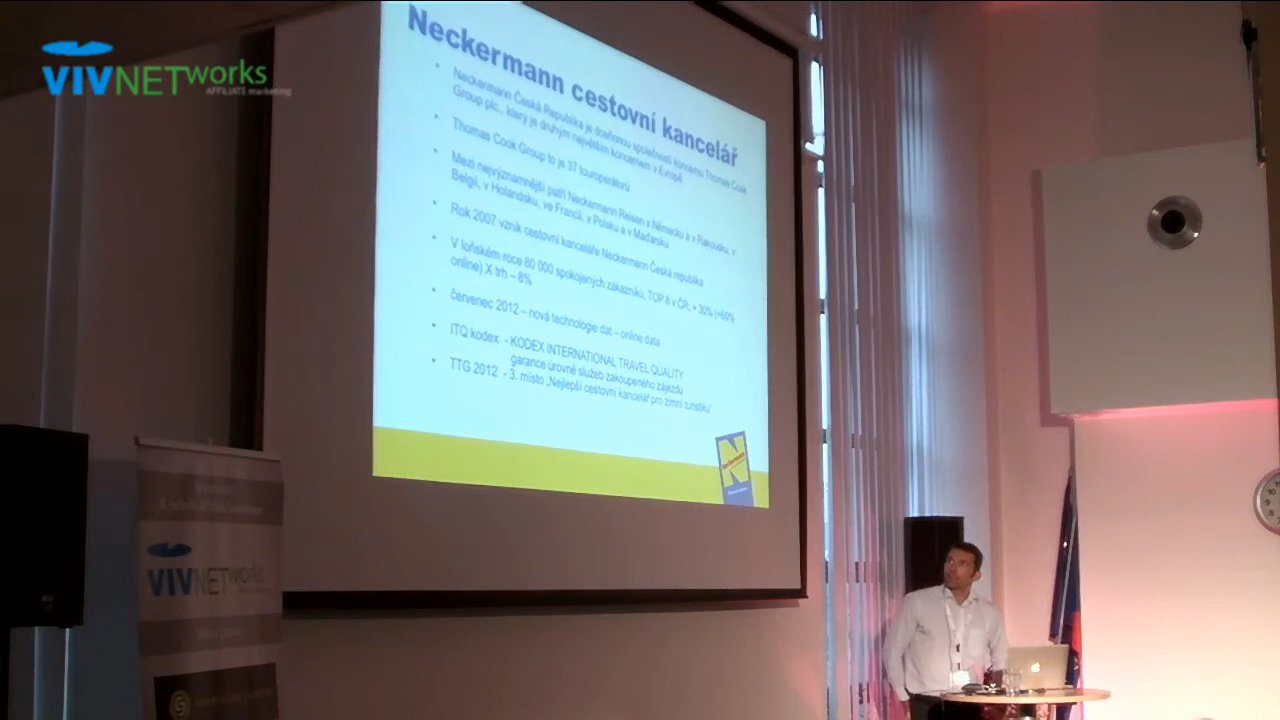 VIVNETworks
AFFILIATE marketing
Neckermann cestovní kancelář
• Neckermann Česká Republika je dceřinnou společností koncernu Thomas Cook
Group plc., který je druhým největším koncernem v Evropě
• Thomas Cook Group to je 37 touroperátorů
• Mezi nejvýznamnější patří Neckermann Reisen v Německu a v Rakousku, v
Belgii, v Holandsku, ve Francii, v Polsku a v Maďarsku
• Rok 2007 vznik cestovní kanceláře Neckermann Česká republika
• V loňském roce 80 000 spokojených zákazníků, TOP 8 v ČR: + 30% (+60%
online) X trh – 8%
• červenec 2012 – nová technologie dat – online data
• ITQ kodex - KODEX INTERNATIONAL TRAVEL QUALITY
garance úrovně služeb zakoupeného zájezdu
• TTG 2012 - 3. místo „Nejlepší cestovní kancelář pro zimní turistiku"
N
Neckermann
VIVNETworks